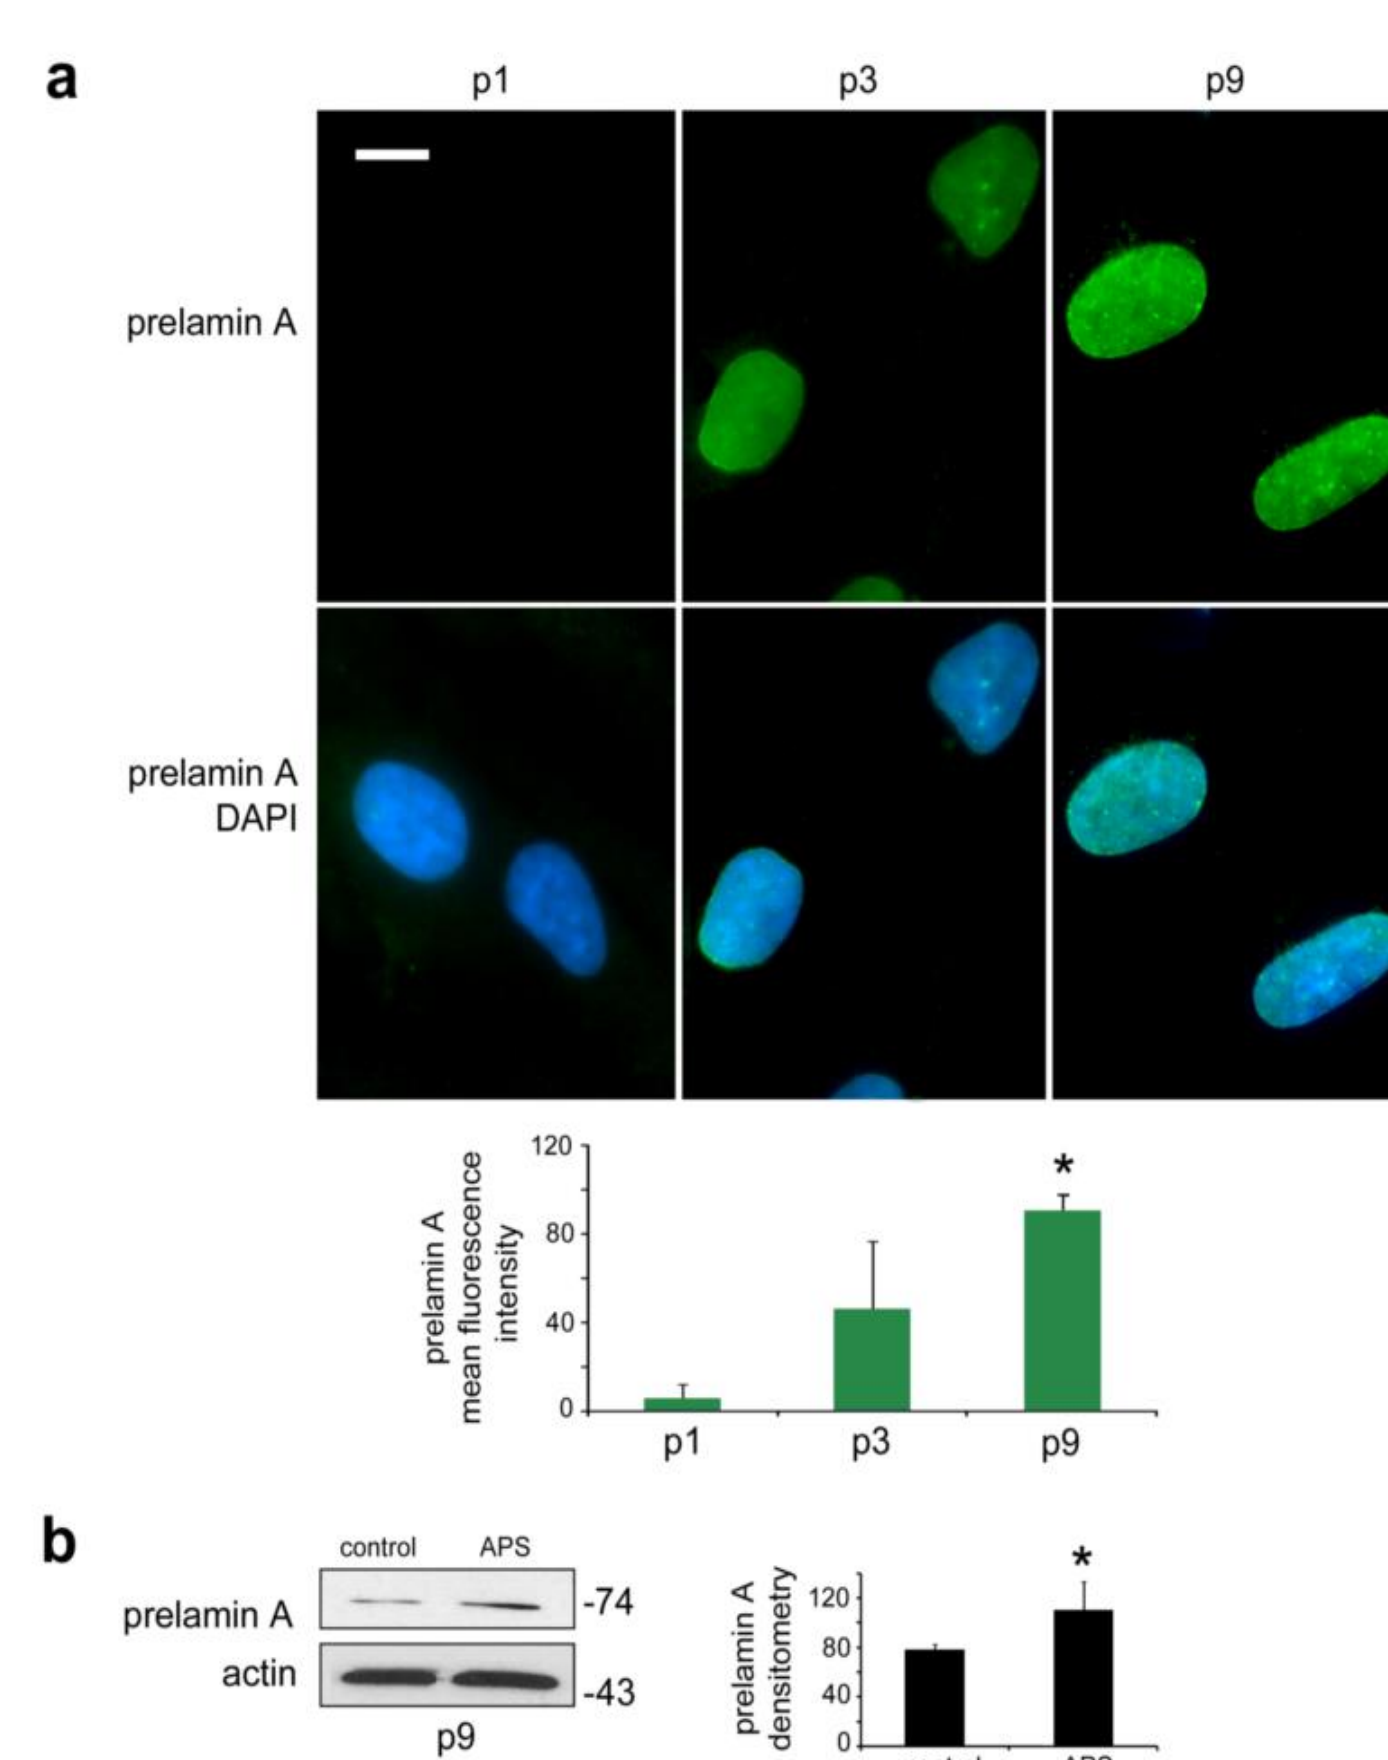 a
p1 p3 p9
prelamin A
prelamin A
DAPI
prelamin A
mean fluorescence
intensity
120
80
40
0
*
p1 p3 p9
b
control APS
prelamin A
-74
actin
-43
p9
prelamin A
densitometry
120
80
40
0
*